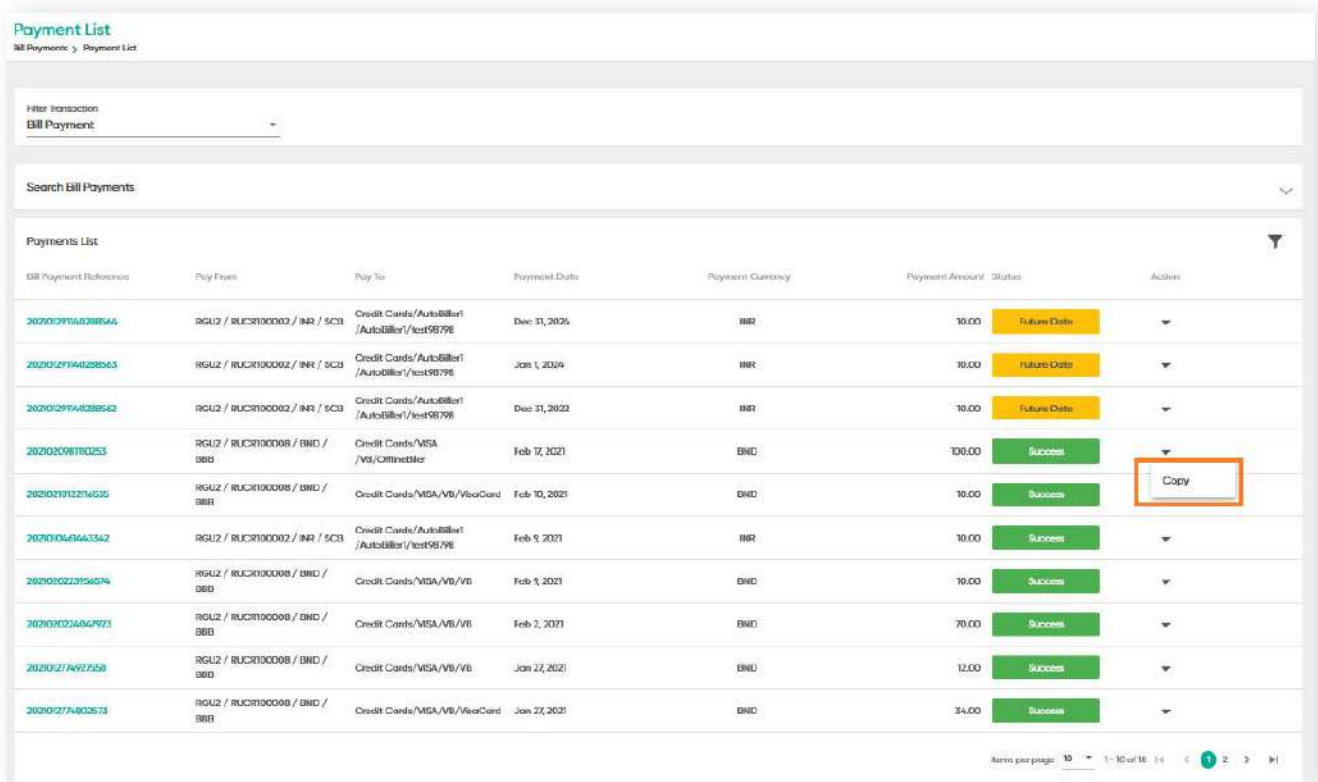 Payment List
Bill Payments > Payment List
Filter Transaction
Bill Payment
Search Bill Payments
Payments List
Bill Payment Reference Pay From Pay To Payment Date Payment Currency Payment Amount Status Action
RGU2 / RUCR100002 / INR / SCB Credit Cards/AutoBiller1 Dec 31, INR 10.00 Future Date
/AutoBiller1/test98798
RGU2 / RUCR100002 / INR / SCB Credit Cards/AutoBiller1 Jan 1, 2024 INR 10.00 Future Date
/AutoBiller1/test98798
RGU2 / RUCR100002 / INR / SCB Credit Cards/AutoBiller1 Dec 31, 2022 INR 10.00 Future Date
/AutoBiller1/test98798
RGU2 / RUCR100008 / BND / Credit Cards/VISA Feb 17, 2021 BND 100.00 Success
BBB /VB/OfflineBiler
Copy
RGU2 / RUCR100008 / BND / Credit Cards/VISA/VB/VisaCard Feb 10, 2021 BND 10.00 Success
BBB
RGU2 / RUCR100002 / INR / SCB Credit Cards/AutoBiller1 Feb 9, 2021 INR 10.00 Success
/AutoBiller1/test98798
RGU2 / RUCR100008 / BND / Credit Cards/VISA/VB/VB Feb 9, 2021 BND 10.00 Success
BBB
RGU2 / RUCR100008 / BND / Credit Cards/VISA/VB/VB Feb 2, 2021 BND 70.00 Success
BBB
RGU2 / RUCR100008 / BND / Credit Cards/VISA/VB/VB Jan 27, 2021 BND 12.00 Success
BBB
RGU2 / RUCR100008 / BND / Credit Cards/VISA/VB/VisaCard Jan 27, 2021 BND 34.00 Success
BBB
Items per page 10 1-10 of 18 1 2